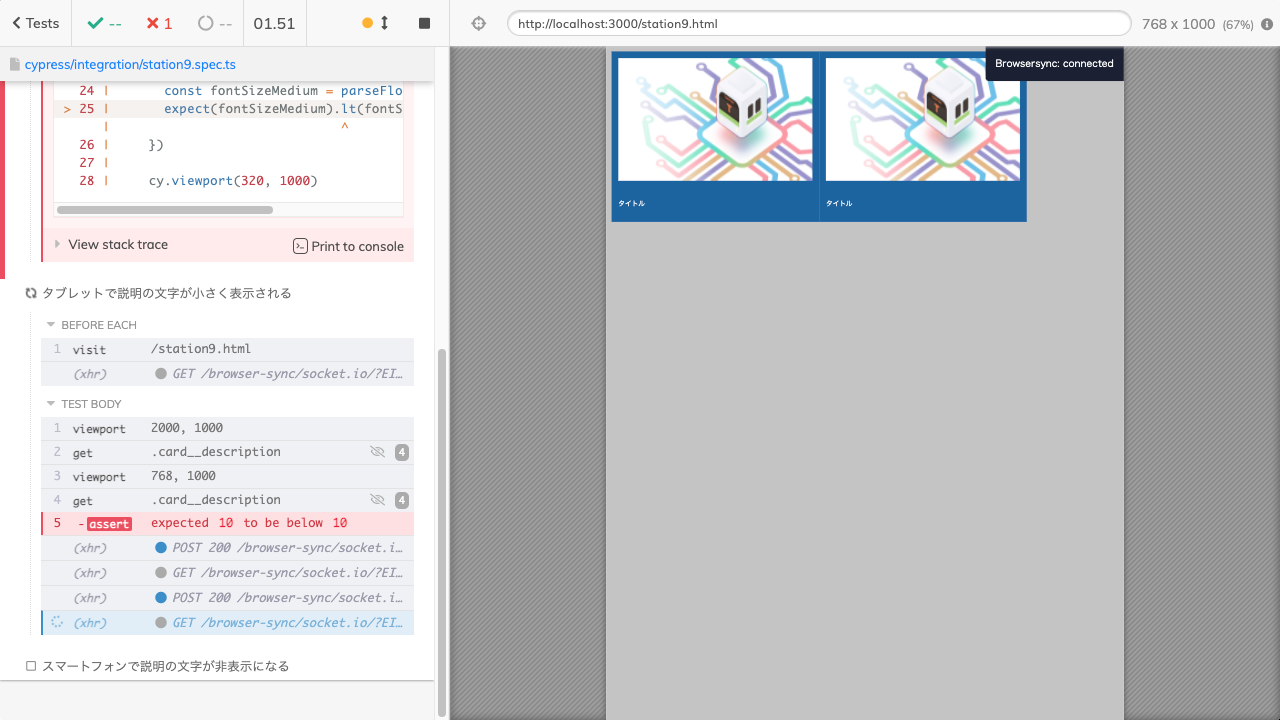 Tests
--
1
--
01.51
http://localhost:3000/station9.html
768 x 1000 (67%)
cypress/integration/station9.spec.ts
Browsersync: connected
24 | const fontSizeMedium = parseFlo
> 25 | expect(fontSizeMedium).lt(fontS
| ^
26 | })
27 |
28 | cy.viewport(320, 1000)
View stack trace
Print to console
タブレットで説明の文字が小さく表示される
BEFORE EACH
1 visit /station9.html
(xhr) GET /browser-sync/socket.io/?EI…
TEST BODY
1 viewport 2000, 1000
2 get .card__description 4
3 viewport 768, 1000
4 get .card__description 4
5 -assert expected 10 to be below 10
(xhr) POST 200 /browser-sync/socket.i…
(xhr) GET /browser-sync/socket.io/?EI…
(xhr) POST 200 /browser-sync/socket.i…
(xhr) GET /browser-sync/socket.io/?EI…
スマートフォンで説明の文字が非表示になる
タイトル
タイトル